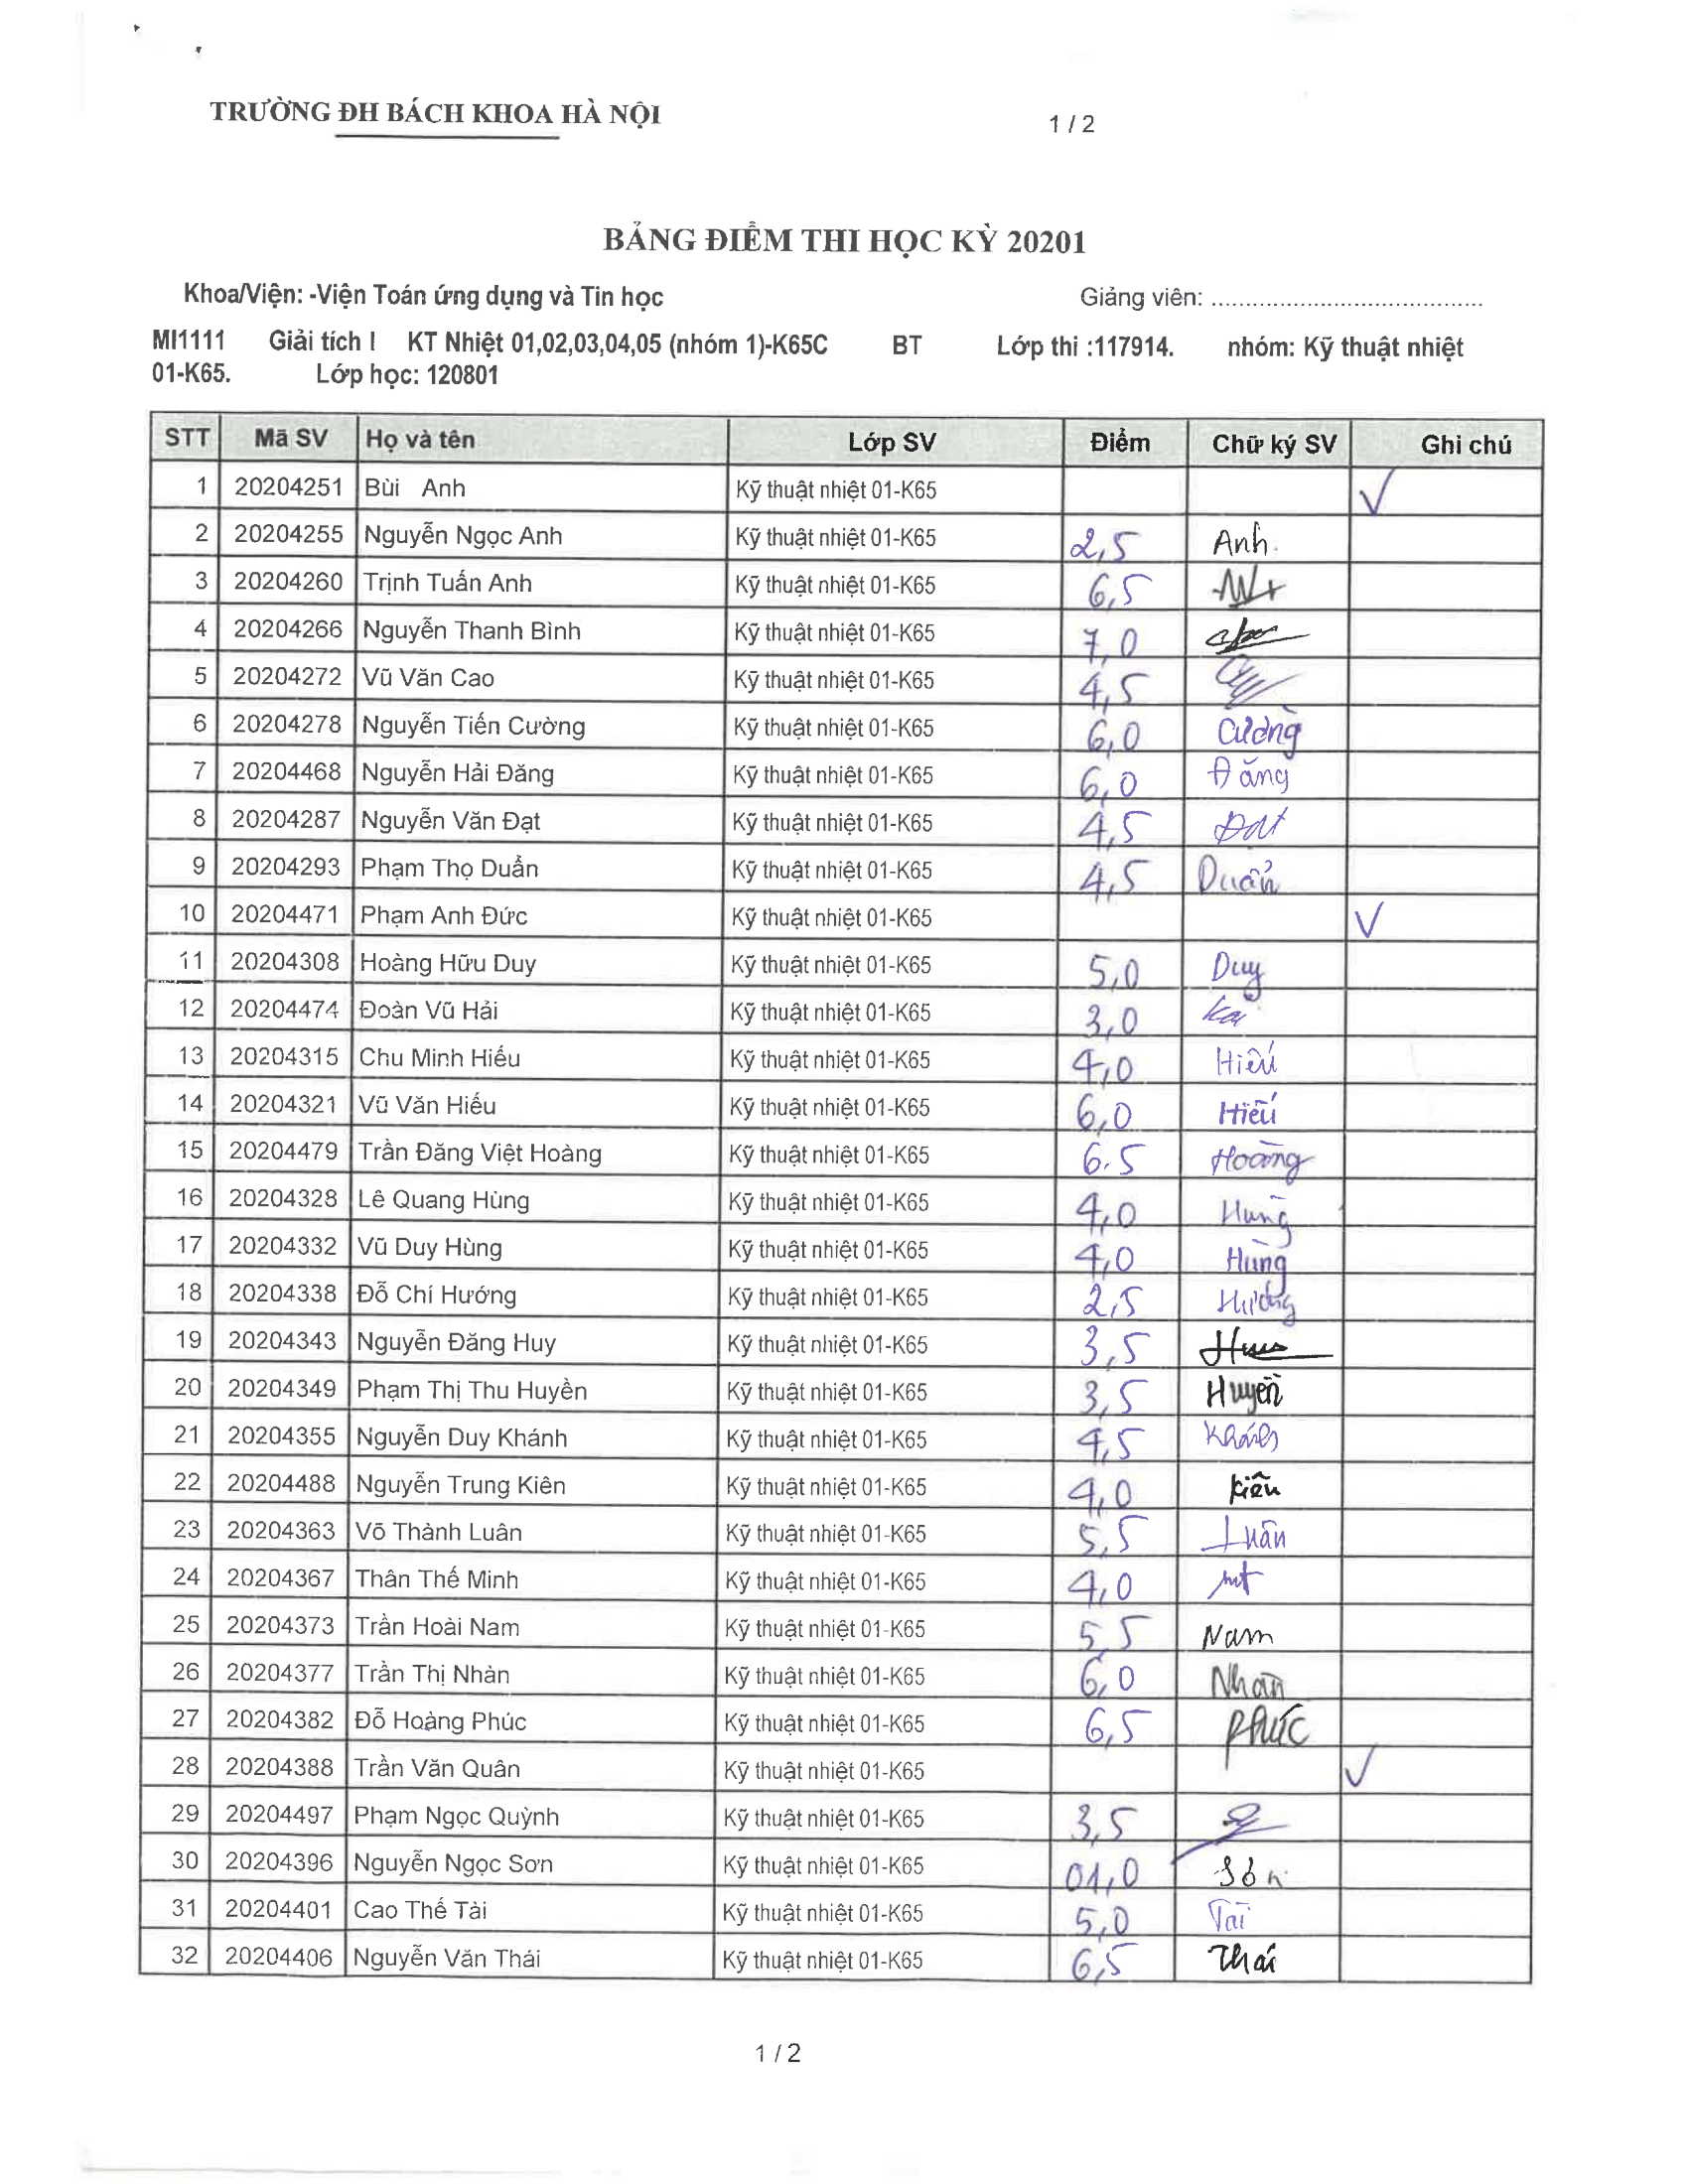 TRƯỜNG ĐH BÁCH KHOA HÀ NỘI 1 / 2
BẢNG ĐIỂM THI HỌC KỲ 20201
Khoa/Viện: -Viện Toán ứng dụng và Tin học Giảng viên: .......................................
MI1111 Giải tích I KT Nhiệt 01,02,03,04,05 (nhóm 1)-K65C BT Lớp thi :117914. nhóm: Kỹ thuật nhiệt
01-K65. Lớp học: 120801
STT Mã SV Họ và tên Lớp SV Điểm Chữ ký SV Ghi chú
1 20204251 Bùi Anh Kỹ thuật nhiệt 01-K65 √
2 20204255 Nguyễn Ngọc Anh Kỹ thuật nhiệt 01-K65 2,5 Anh
3 20204260 Trịnh Tuấn Anh Kỹ thuật nhiệt 01-K65 6,5
4 20204266 Nguyễn Thanh Bình Kỹ thuật nhiệt 01-K65 7,0
5 20204272 Vũ Văn Cao Kỹ thuật nhiệt 01-K65 4,5
6 20204278 Nguyễn Tiến Cường Kỹ thuật nhiệt 01-K65 6,0 Cường
7 20204468 Nguyễn Hải Đăng Kỹ thuật nhiệt 01-K65 6,0 Đăng
8 20204287 Nguyễn Văn Đạt Kỹ thuật nhiệt 01-K65 4,5 Đạt
9 20204293 Phạm Thọ Duẩn Kỹ thuật nhiệt 01-K65 4,5 Duẩn
10 20204471 Phạm Anh Đức Kỹ thuật nhiệt 01-K65 √
11 20204308 Hoàng Hữu Duy Kỹ thuật nhiệt 01-K65 5,0 Duy
12 20204474 Đoàn Vũ Hải Kỹ thuật nhiệt 01-K65 3,0
13 20204315 Chu Minh Hiếu Kỹ thuật nhiệt 01-K65 4,0 Hiếu
14 20204321 Vũ Văn Hiếu Kỹ thuật nhiệt 01-K65 6,0 Hiếu
15 20204479 Trần Đăng Việt Hoàng Kỹ thuật nhiệt 01-K65 6.5 Hoàng
16 20204328 Lê Quang Hùng Kỹ thuật nhiệt 01-K65 4,0 Hùng
17 20204332 Vũ Duy Hùng Kỹ thuật nhiệt 01-K65 4,0 Hùng
18 20204338 Đỗ Chí Hướng Kỹ thuật nhiệt 01-K65 2,5 Hướng
19 20204343 Nguyễn Đăng Huy Kỹ thuật nhiệt 01-K65 3,5
20 20204349 Phạm Thị Thu Huyền Kỹ thuật nhiệt 01-K65 3,5 Huyền
21 20204355 Nguyễn Duy Khánh Kỹ thuật nhiệt 01-K65 4,5 Khánh
22 20204488 Nguyễn Trung Kiên Kỹ thuật nhiệt 01-K65 4,0 Kiên
23 20204363 Võ Thành Luân Kỹ thuật nhiệt 01-K65 5,5 Luân
24 20204367 Thân Thế Minh Kỹ thuật nhiệt 01-K65 4,0
25 20204373 Trần Hoài Nam Kỹ thuật nhiệt 01-K65 5,5 Nam
26 20204377 Trần Thị Nhàn Kỹ thuật nhiệt 01-K65 6,0 Nhàn
27 20204382 Đỗ Hoàng Phúc Kỹ thuật nhiệt 01-K65 6,5 Phúc
28 20204388 Trần Văn Quân Kỹ thuật nhiệt 01-K65 √
29 20204497 Phạm Ngọc Quỳnh Kỹ thuật nhiệt 01-K65 3,5
30 20204396 Nguyễn Ngọc Sơn Kỹ thuật nhiệt 01-K65 01,0 Sơn
31 20204401 Cao Thế Tài Kỹ thuật nhiệt 01-K65 5,0 Tài
32 20204406 Nguyễn Văn Thái Kỹ thuật nhiệt 01-K65 6,5 Thái
1 / 2